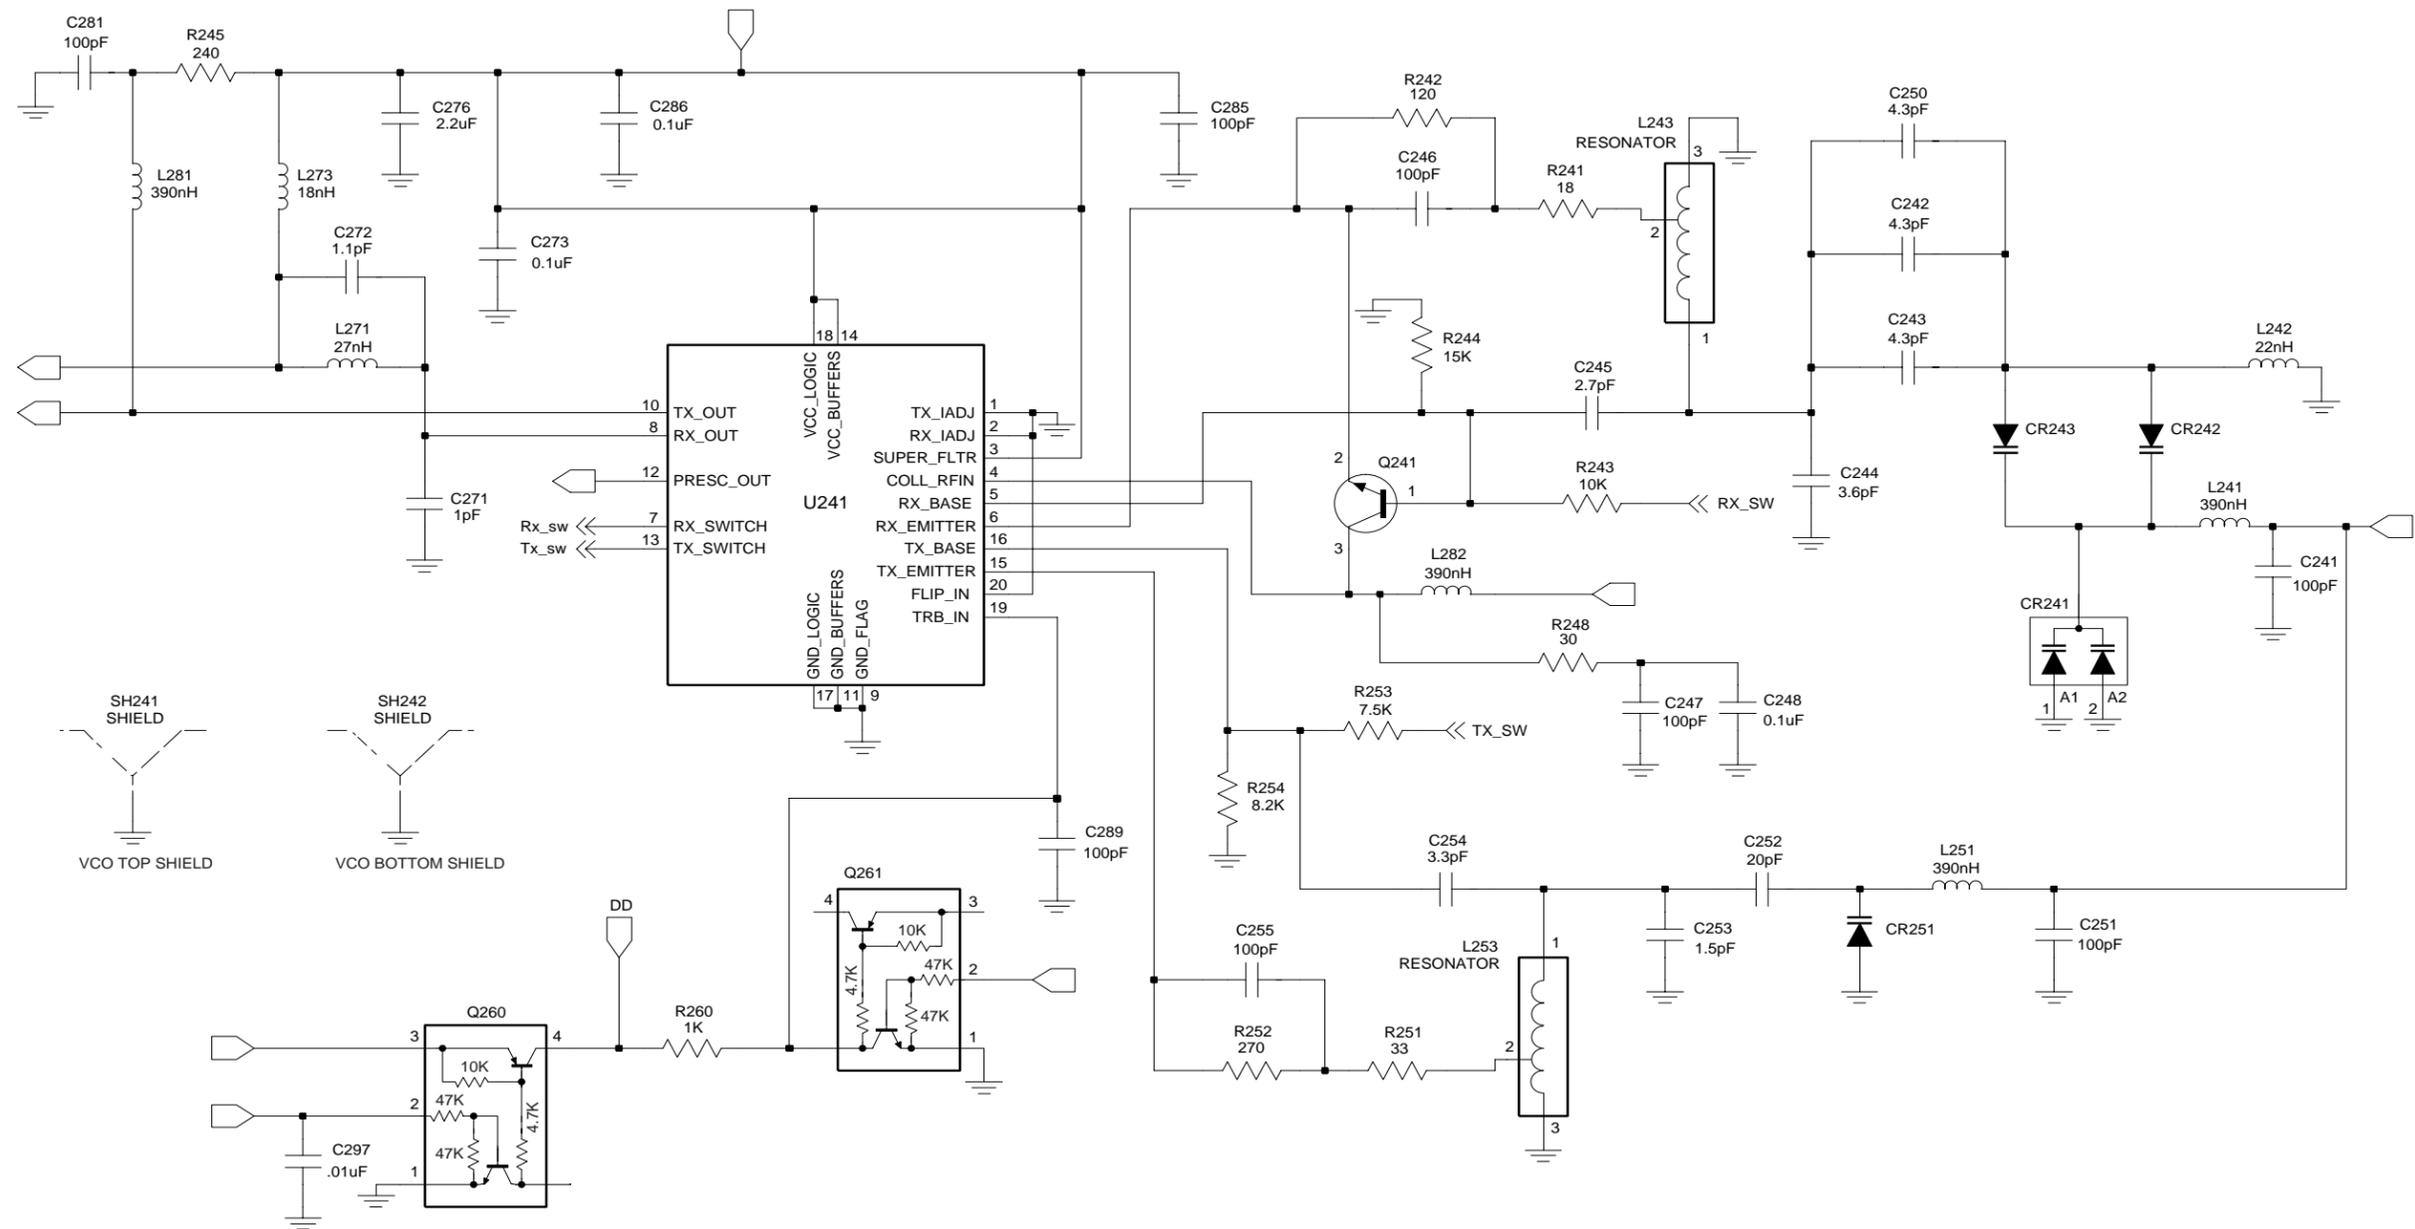 C281
100pF
R245
240
C276
2.2uF
C286
0.1uF
C285
100pF
R242
120
L243
RESONATOR
3
2
1
C250
4.3pF
L281
390nH
L273
18nH
C246
100pF
R241
18
C242
4.3pF
C272
1.1pF
C273
0.1uF
L271
27nH
R244
15K
C245
2.7pF
C243
4.3pF
L242
22nH
18
14
VCC_LOGIC
VCC_BUFFERS
10 TX_OUT
8 RX_OUT
12 PRESC_OUT
7 RX_SWITCH
13 TX_SWITCH
Rx_sw
Tx_sw
U241
TX_IADJ 1
RX_IADJ 2
SUPER_FLTR 3
COLL_RFIN 4
RX_BASE 5
RX_EMITTER 6
TX_BASE 16
TX_EMITTER 15
FLIP_IN 20
TRB_IN 19
GND_LOGIC
GND_BUFFERS
GND_FLAG
17
11
9
C271
1pF
2
Q241
1
3
R243
10K
RX_SW
C244
3.6pF
CR243
CR242
L241
390nH
C241
100pF
L282
390nH
CR241
A1
A2
1
2
R248
30
C247
100pF
C248
0.1uF
R253
7.5K
TX_SW
R254
8.2K
SH241
SHIELD
VCO TOP SHIELD
SH242
SHIELD
VCO BOTTOM SHIELD
C289
100pF
C254
3.3pF
C252
20pF
L251
390nH
C253
1.5pF
CR251
C251
100pF
Q261
4
3
10K
4.7K
47K
2
47K
1
DD
C255
100pF
L253
RESONATOR
1
2
3
R252
270
R251
33
Q260
R260
1K
3
4
10K
2
47K
4.7K
47K
1
C297
.01uF